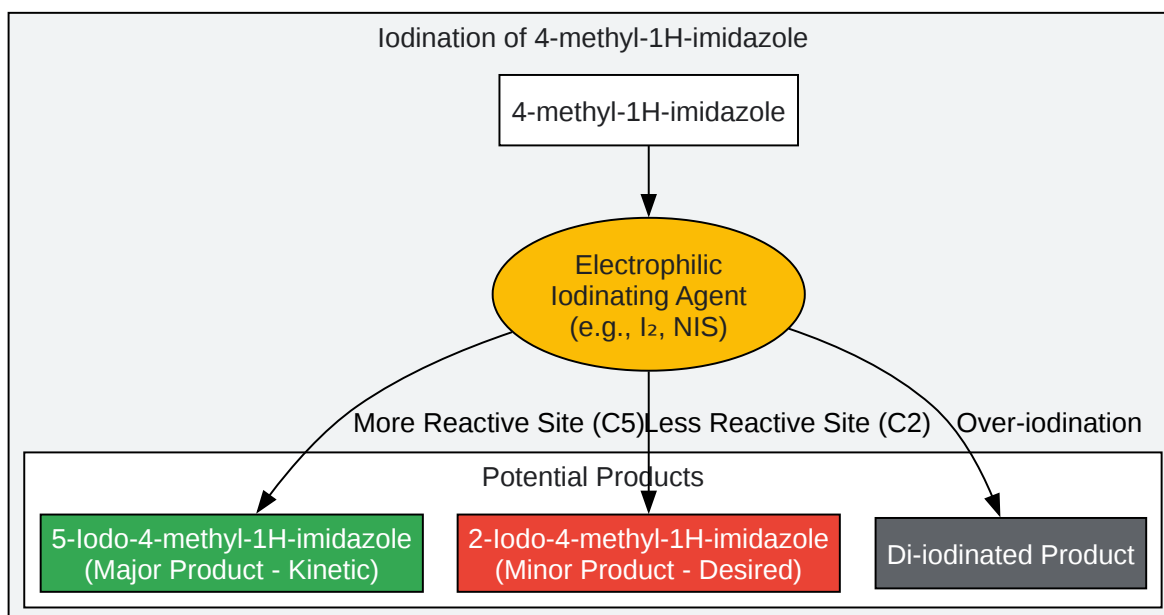 Iodination of 4-methyl-1H-imidazole
4-methyl-1H-imidazole
Electrophilic
Iodinating Agent
(e.g., I₂, NIS)
More Reactive Site (C5)
Less Reactive Site (C2)
Over-iodination
Potential Products
5-Iodo-4-methyl-1H-imidazole
(Major Product - Kinetic)
2-Iodo-4-methyl-1H-imidazole
(Minor Product - Desired)
Di-iodinated Product